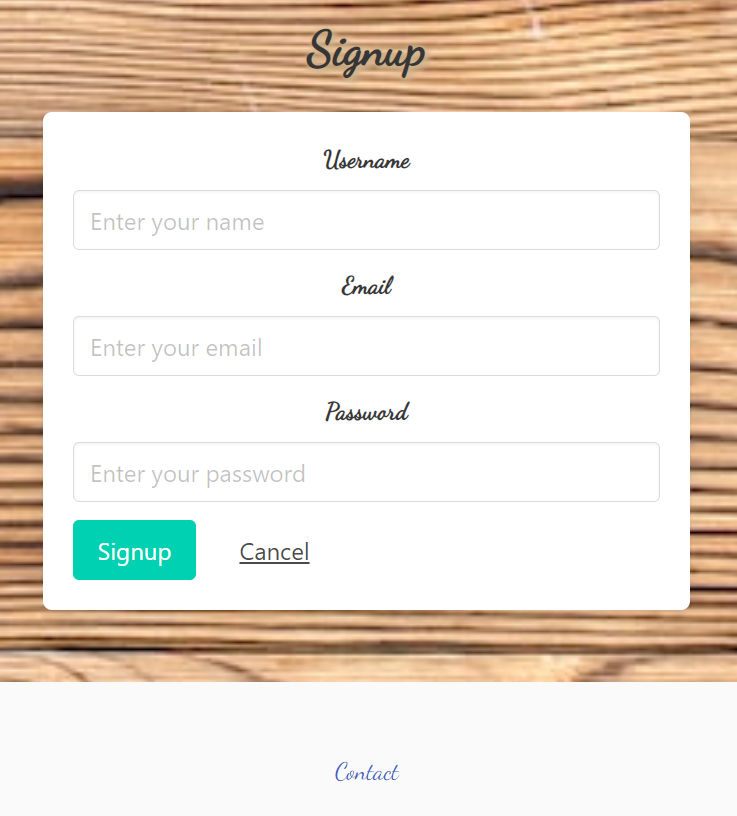 Signup
Username
Enter your name
Email
Enter your email
Password
Enter your password
Signup Cancel
Contact